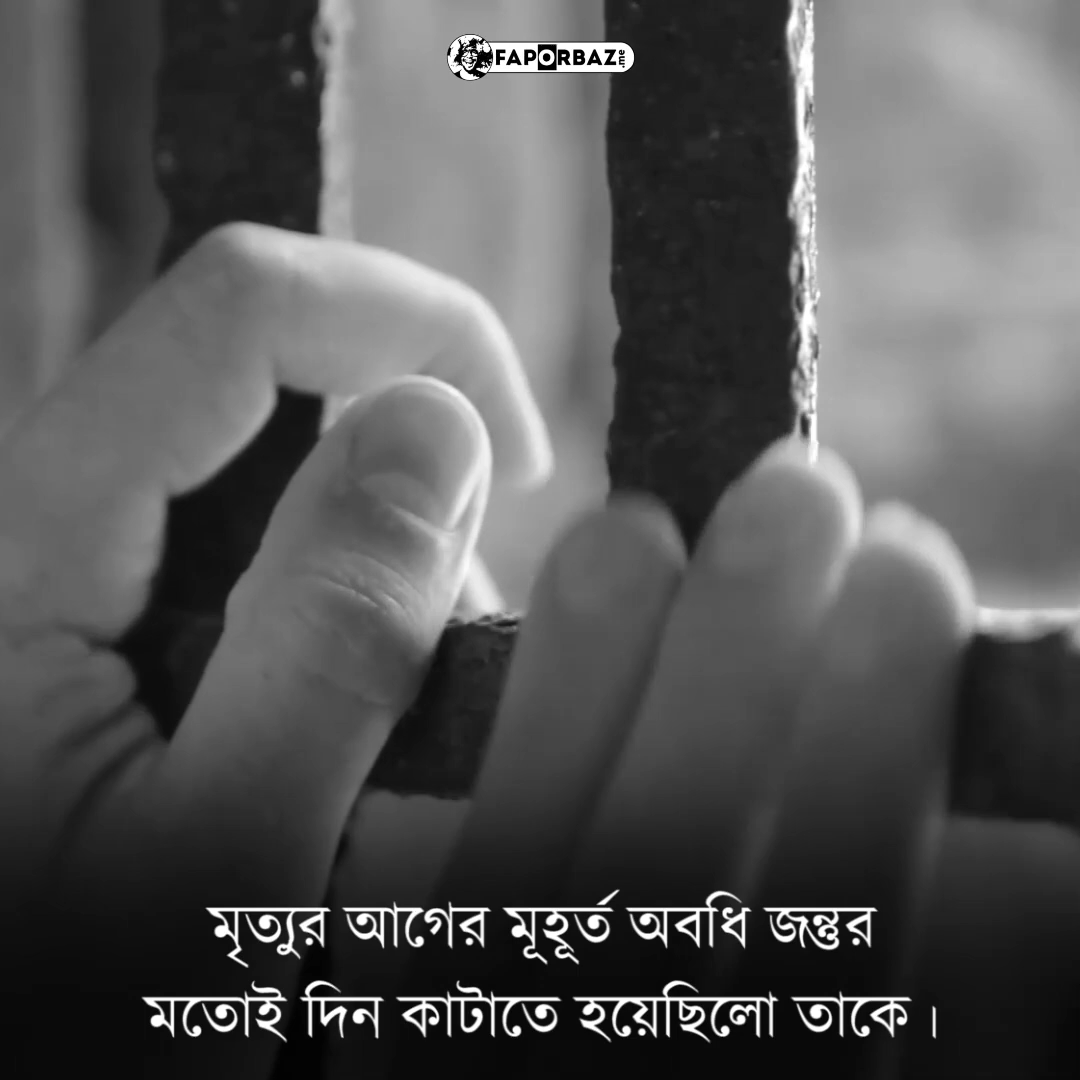 FAPORBAZ.me
মৃত্যুর আগের মূহূর্ত অবধি জন্তুর
মতোই দিন কাটাতে হয়েছিলো তাকে।